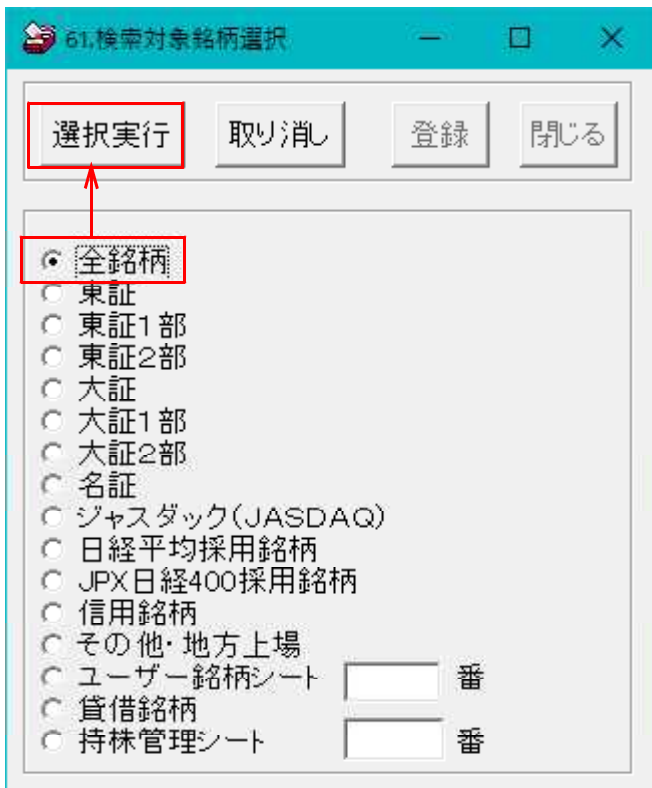 61.検索対象銘柄選択
選択実行 取り消し 登録 閉じる
全銘柄
東証
東証1部
東証2部
大証
大証1部
大証2部
名証
ジャスダック(JASDAQ)
日経平均採用銘柄
JPX日経400採用銘柄
信用銘柄
その他・地方上場
ユーザー銘柄シート 番
貸借銘柄
持株管理シート 番